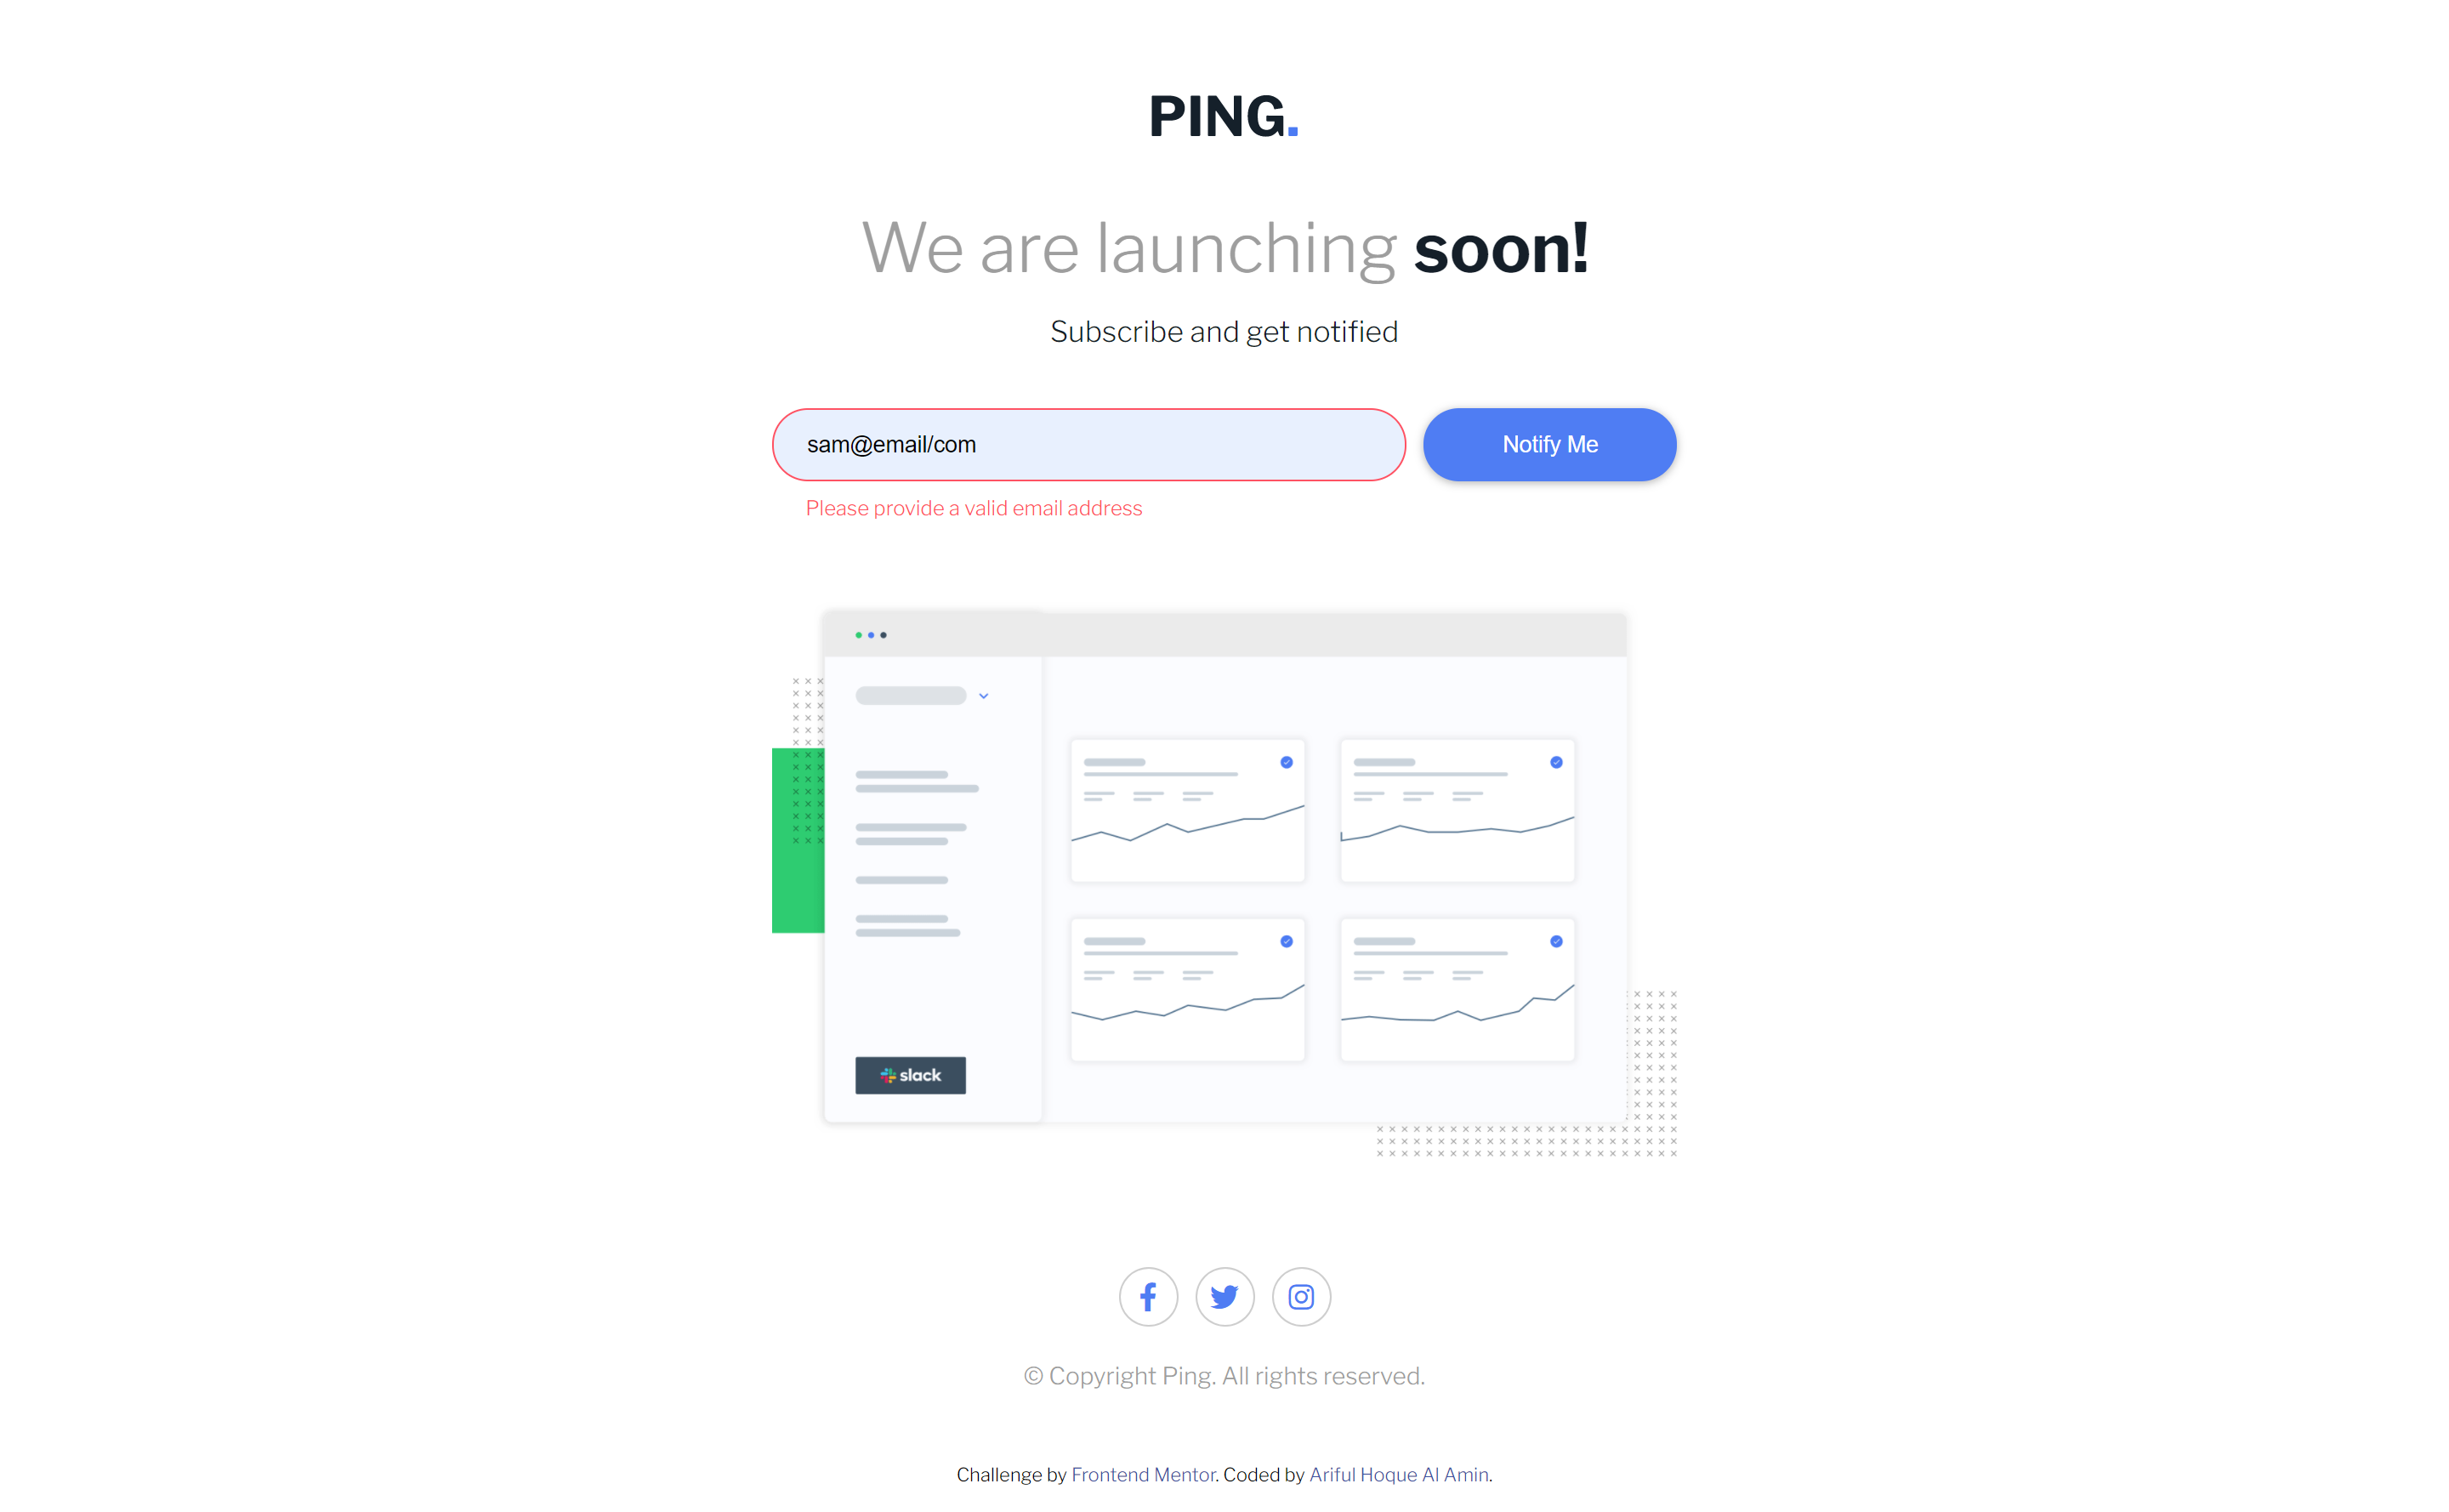 PING.
We are launching soon!
Subscribe and get notified
sam@email/com
Notify Me
Please provide a valid email address
slack
© Copyright Ping. All rights reserved.
Challenge by Frontend Mentor. Coded by Ariful Hoque Al Amin.